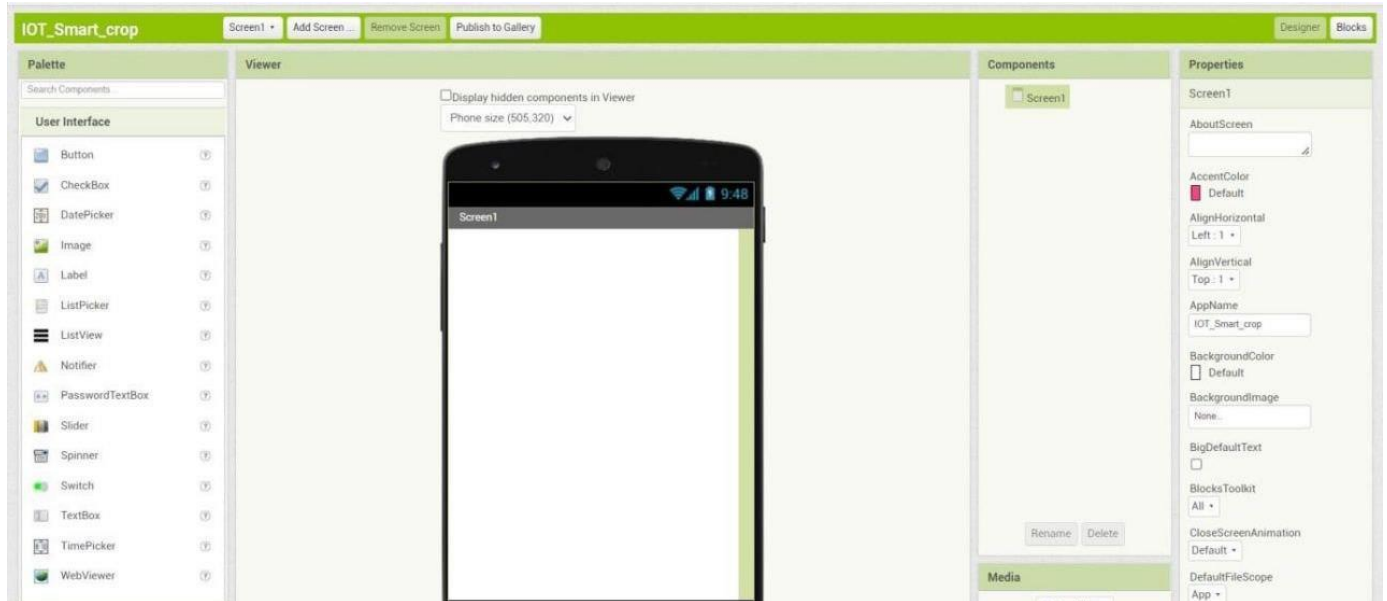 IOT_Smart_crop
Screen1
Add Screen ...
Remove Screen
Publish to Gallery
Designer
Blocks
Palette
Search Components...
User Interface
Button
CheckBox
DatePicker
Image
Label
ListPicker
ListView
Notifier
PasswordTextBox
Slider
Spinner
Switch
TextBox
TimePicker
WebViewer
Viewer
Display hidden components in Viewer
Phone size (505,320)
9:48
Screen1
Components
Screen1
Rename
Delete
Media
Properties
Screen1
AboutScreen
AccentColor
Default
AlignHorizontal
Left : 1
AlignVertical
Top : 1
AppName
IOT_Smart_crop
BackgroundColor
Default
BackgroundImage
None...
BigDefaultText
BlocksToolkit
All
CloseScreenAnimation
Default
DefaultFileScope
App